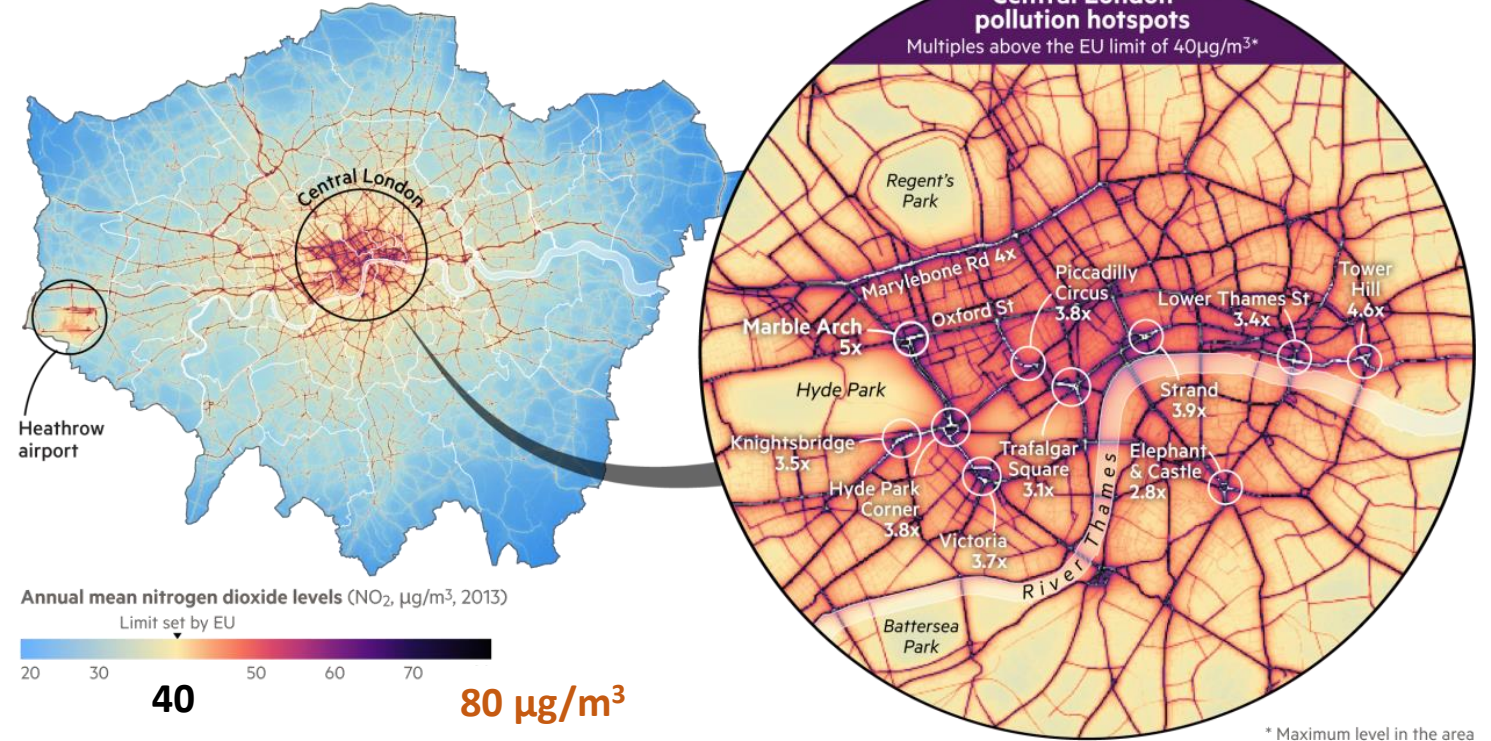 Central London
Heathrow
airport
Annual mean nitrogen dioxide levels (NO2, µg/m³, 2013)
Limit set by EU
20 30 50 60 70
40 80 µg/m³
Central London
pollution hotspots
Multiples above the EU limit of 40µg/m³*
Regent's
Park
Marylebone Rd 4x
Piccadilly
Circus
3.8x
Oxford St
Lower Thames St
3.4x
Tower
Hill
4.6x
Marble Arch
5x
Hyde Park
Strand
3.9x
Knightsbridge
3.5x
Trafalgar
Square
3.1x
Elephant
& Castle
2.8x
Hyde Park
Corner
3.8x
Victoria
3.7x
River Thames
Battersea
Park
* Maximum level in the area